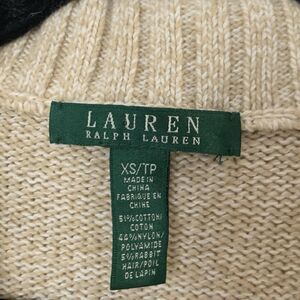 LAUREN
RALPH LAUREN
XS/TP
MADE IN
CHINA
FABRIQUE EN
CHINE
51%COTTON/
COTON
44%NYLON/
POLYAMIDE
5%RABBIT
HAIR/POIL
DE LAPIN